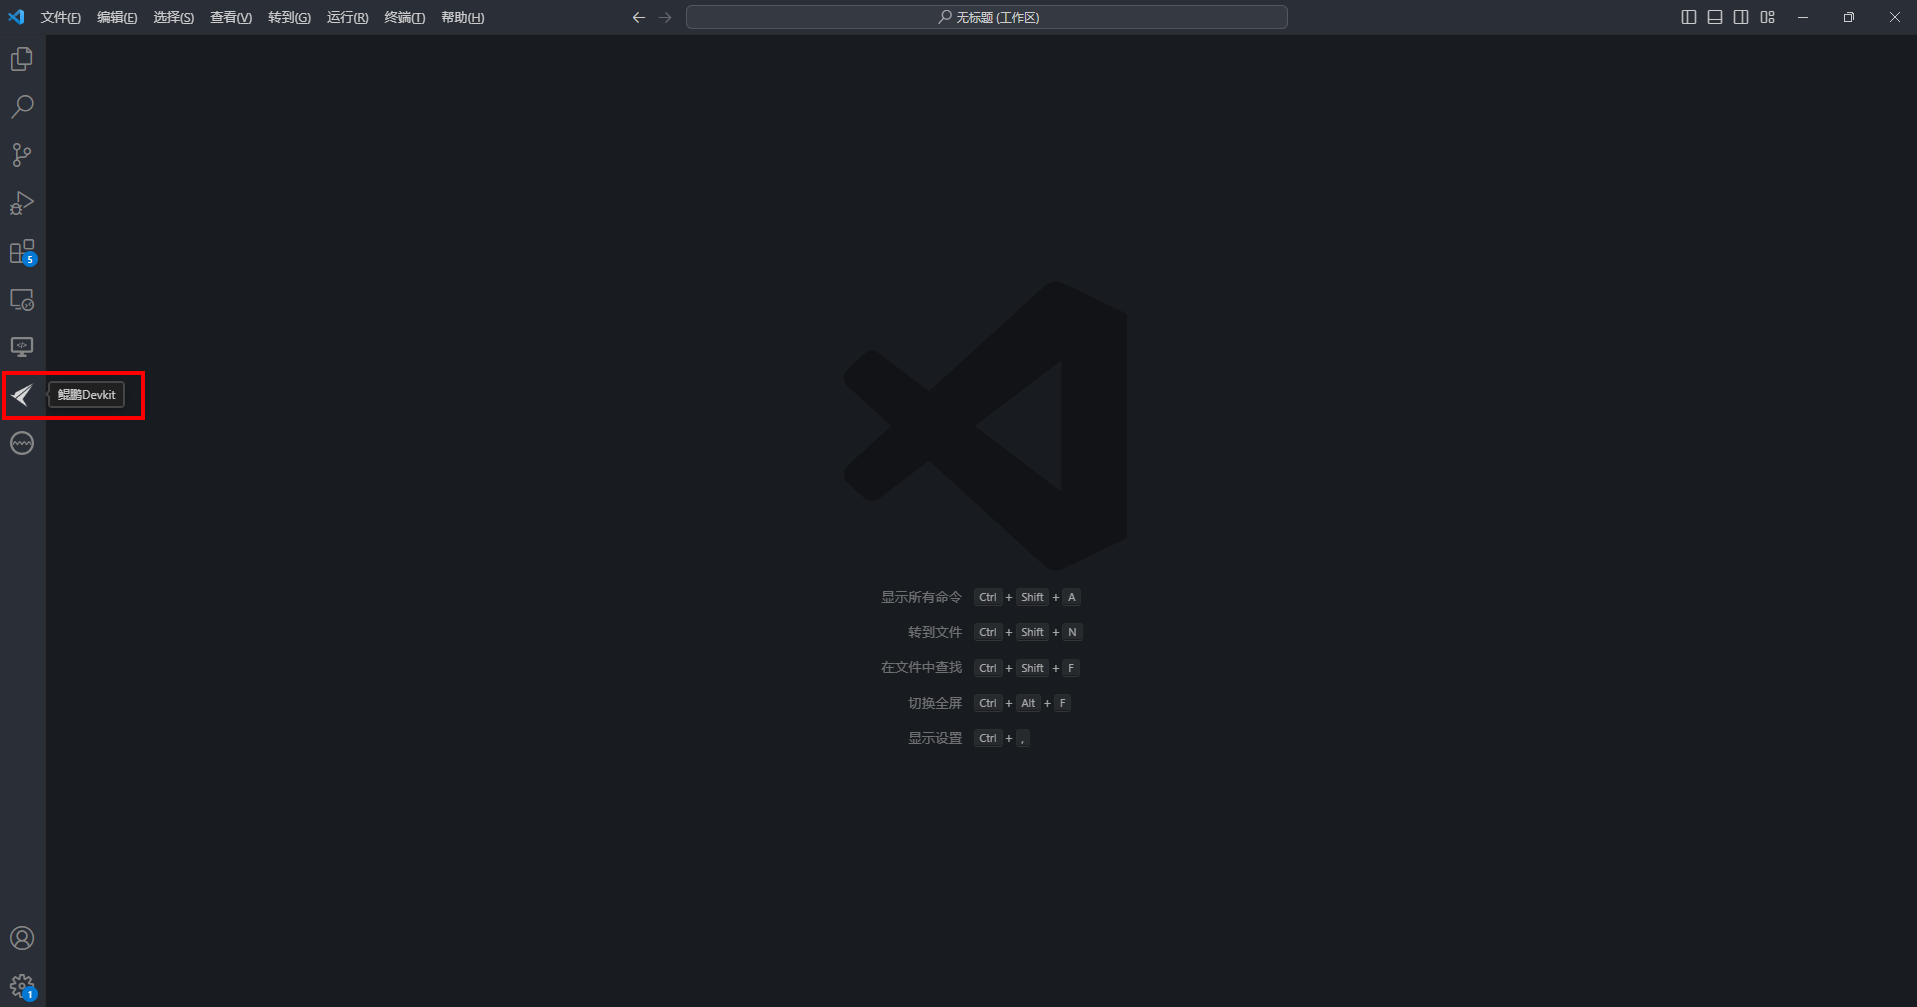 文件(F) 编辑(E) 选择(S) 查看(V) 转到(G) 运行(R) 终端(T) 帮助(H) 无标题 (工作区)
5
鲲鹏Devkit
显示所有命令 Ctrl + Shift + A
转到文件 Ctrl + Shift + N
在文件中查找 Ctrl + Shift + F
切换全屏 Ctrl + Alt + F
显示设置 Ctrl + ,
1